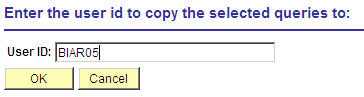 Enter the user id to copy the selected queries to:
User ID: BIAR05
OK Cancel